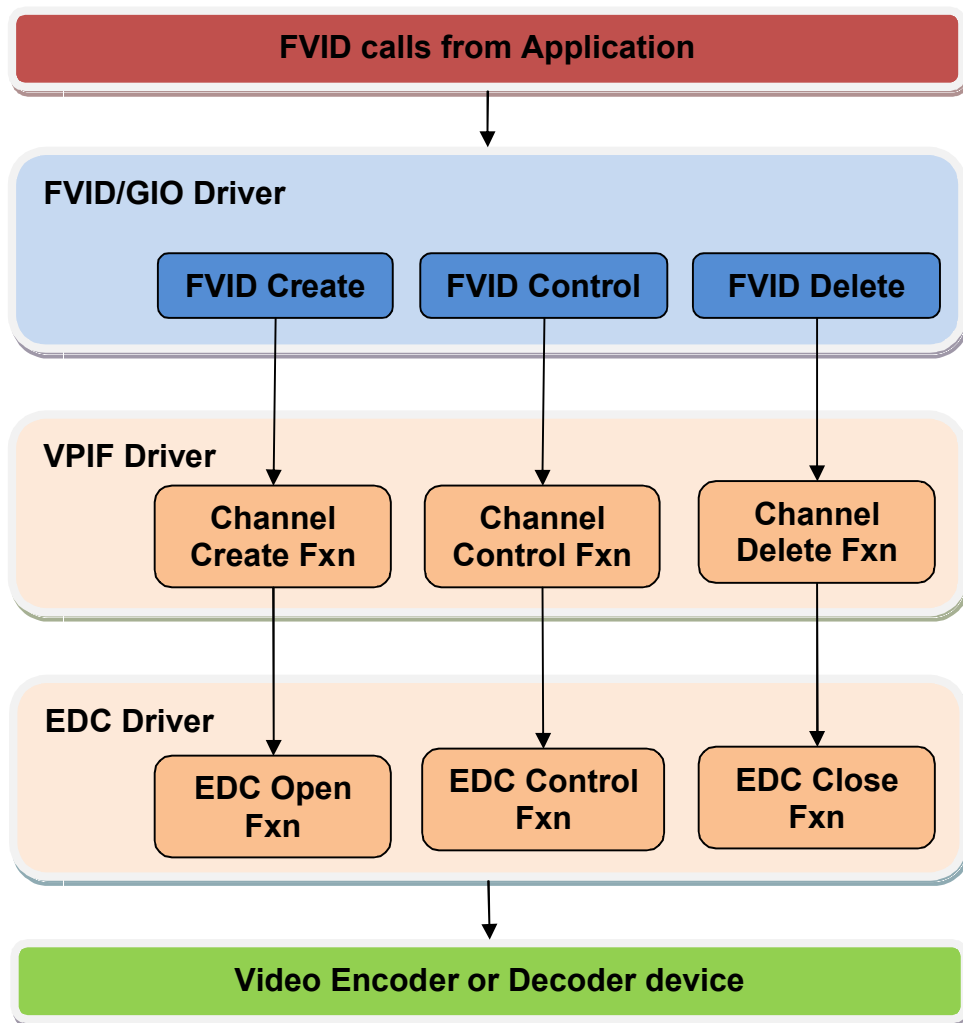 FVID calls from Application
FVID/GIO Driver
FVID Create
FVID Control
FVID Delete
VPIF Driver
Channel
Create Fxn
Channel
Control Fxn
Channel
Delete Fxn
EDC Driver
EDC Open
Fxn
EDC Control
Fxn
EDC Close
Fxn
Video Encoder or Decoder device